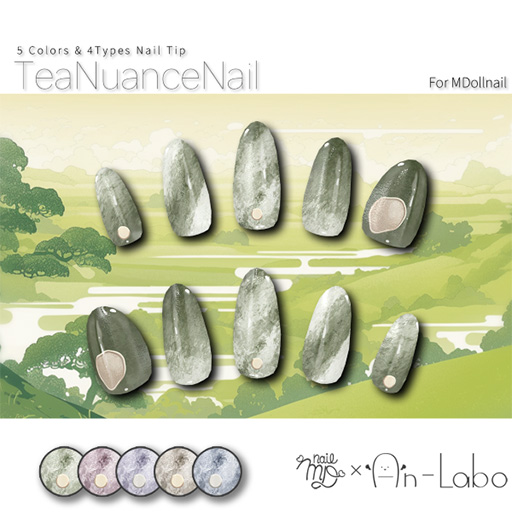 5 Colors & 4Types Nail Tip
TeaNuanceNail
For MDollnail
nail
MD × An-Labo